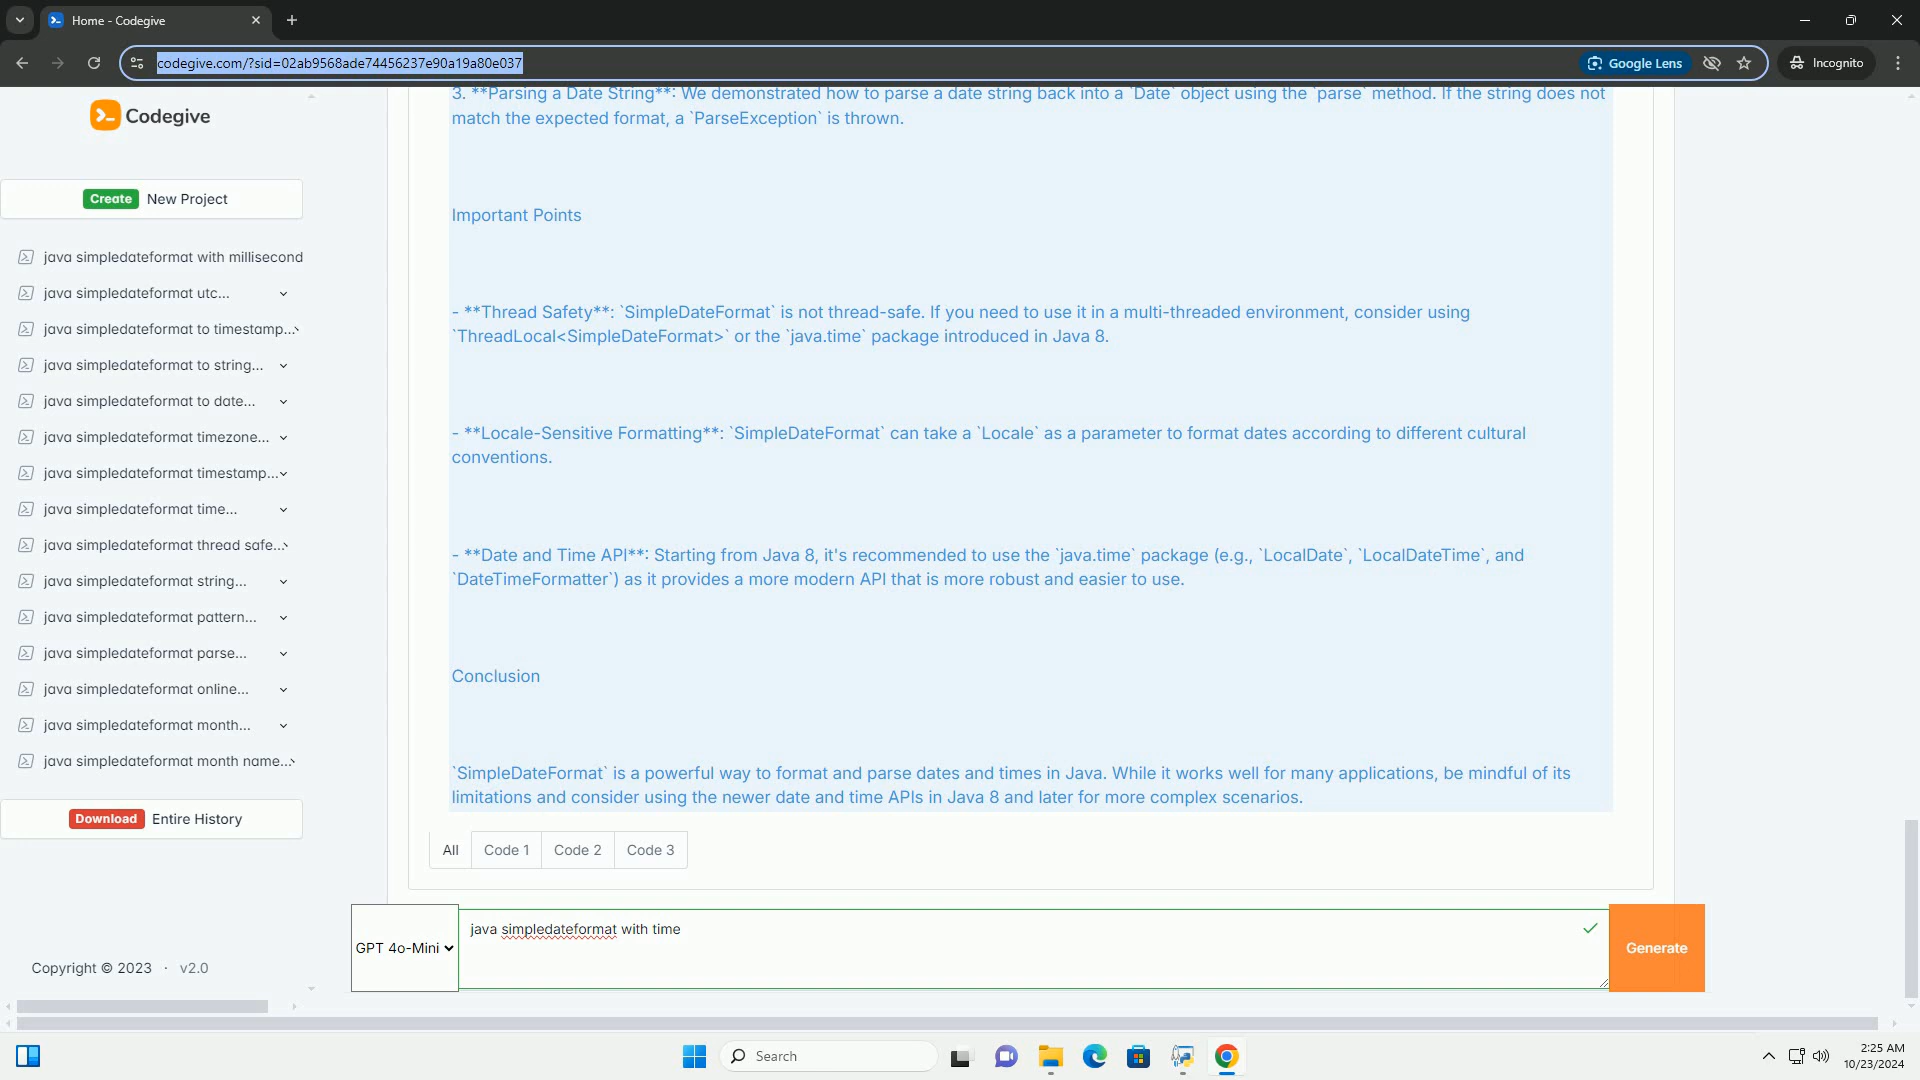 Home - Codegive
codegive.com/?sid=02ab9568ade74456237e90a19a80e037
Google Lens
Incognito
Codegive
Create New Project
java simpledateformat with millisecond
java simpledateformat utc...
java simpledateformat to timestamp...
java simpledateformat to string...
java simpledateformat to date...
java simpledateformat timezone...
java simpledateformat timestamp...
java simpledateformat time...
java simpledateformat thread safe...
java simpledateformat string...
java simpledateformat pattern...
java simpledateformat parse...
java simpledateformat online...
java simpledateformat month...
java simpledateformat month name...
Download Entire History
Copyright © 2023 · v2.0
3. **Parsing a Date String**: We demonstrated how to parse a date string back into a `Date` object using the `parse` method. If the string does not
match the expected format, a `ParseException` is thrown.
Important Points
- **Thread Safety**: `SimpleDateFormat` is not thread-safe. If you need to use it in a multi-threaded environment, consider using
`ThreadLocal<SimpleDateFormat>` or the `java.time` package introduced in Java 8.
- **Locale-Sensitive Formatting**: `SimpleDateFormat` can take a `Locale` as a parameter to format dates according to different cultural
conventions.
- **Date and Time API**: Starting from Java 8, it's recommended to use the `java.time` package (e.g., `LocalDate`, `LocalDateTime`, and
`DateTimeFormatter`) as it provides a more modern API that is more robust and easier to use.
Conclusion
`SimpleDateFormat` is a powerful way to format and parse dates and times in Java. While it works well for many applications, be mindful of its
limitations and consider using the newer date and time APIs in Java 8 and later for more complex scenarios.
All Code 1 Code 2 Code 3
GPT 4o-Mini
java simpledateformat with time
Generate
Search
2:25 AM
10/23/2024